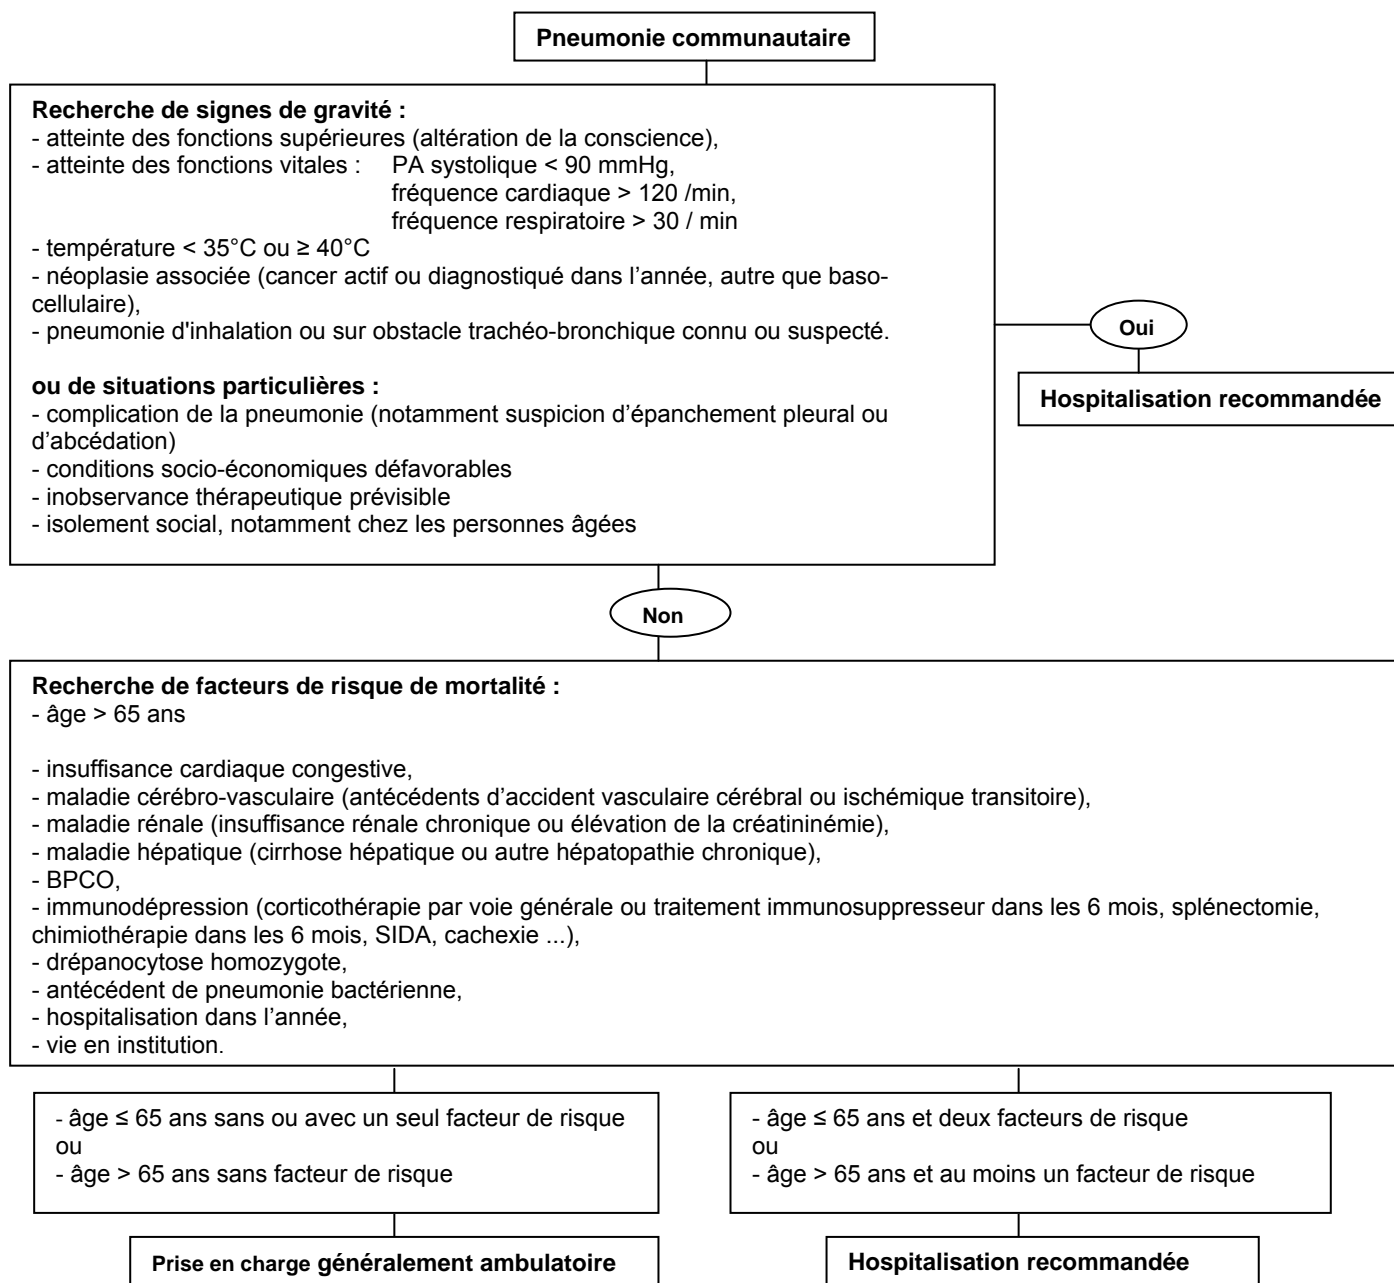 Pneumonie communautaire
Recherche de signes de gravité :
- atteinte des fonctions supérieures (altération de la conscience),
- atteinte des fonctions vitales : PA systolique < 90 mmHg,
fréquence cardiaque > 120 /min,
fréquence respiratoire > 30 / min
- température < 35°C ou ≥ 40°C
- néoplasie associée (cancer actif ou diagnostiqué dans l’année, autre que baso-
cellulaire),
- pneumonie d'inhalation ou sur obstacle trachéo-bronchique connu ou suspecté.
ou de situations particulières :
- complication de la pneumonie (notamment suspicion d’épanchement pleural ou
d’abcédation)
- conditions socio-économiques défavorables
- inobservance thérapeutique prévisible
- isolement social, notamment chez les personnes âgées
Oui
Hospitalisation recommandée
Non
Recherche de facteurs de risque de mortalité :
- âge > 65 ans
- insuffisance cardiaque congestive,
- maladie cérébro-vasculaire (antécédents d’accident vasculaire cérébral ou ischémique transitoire),
- maladie rénale (insuffisance rénale chronique ou élévation de la créatininémie),
- maladie hépatique (cirrhose hépatique ou autre hépatopathie chronique),
- BPCO,
- immunodépression (corticothérapie par voie générale ou traitement immunosuppresseur dans les 6 mois, splénectomie,
chimiothérapie dans les 6 mois, SIDA, cachexie ...),
- drépanocytose homozygote,
- antécédent de pneumonie bactérienne,
- hospitalisation dans l’année,
- vie en institution.
- âge ≤ 65 ans sans ou avec un seul facteur de risque
ou
- âge > 65 ans sans facteur de risque
Prise en charge généralement ambulatoire
- âge ≤ 65 ans et deux facteurs de risque
ou
- âge > 65 ans et au moins un facteur de risque
Hospitalisation recommandée